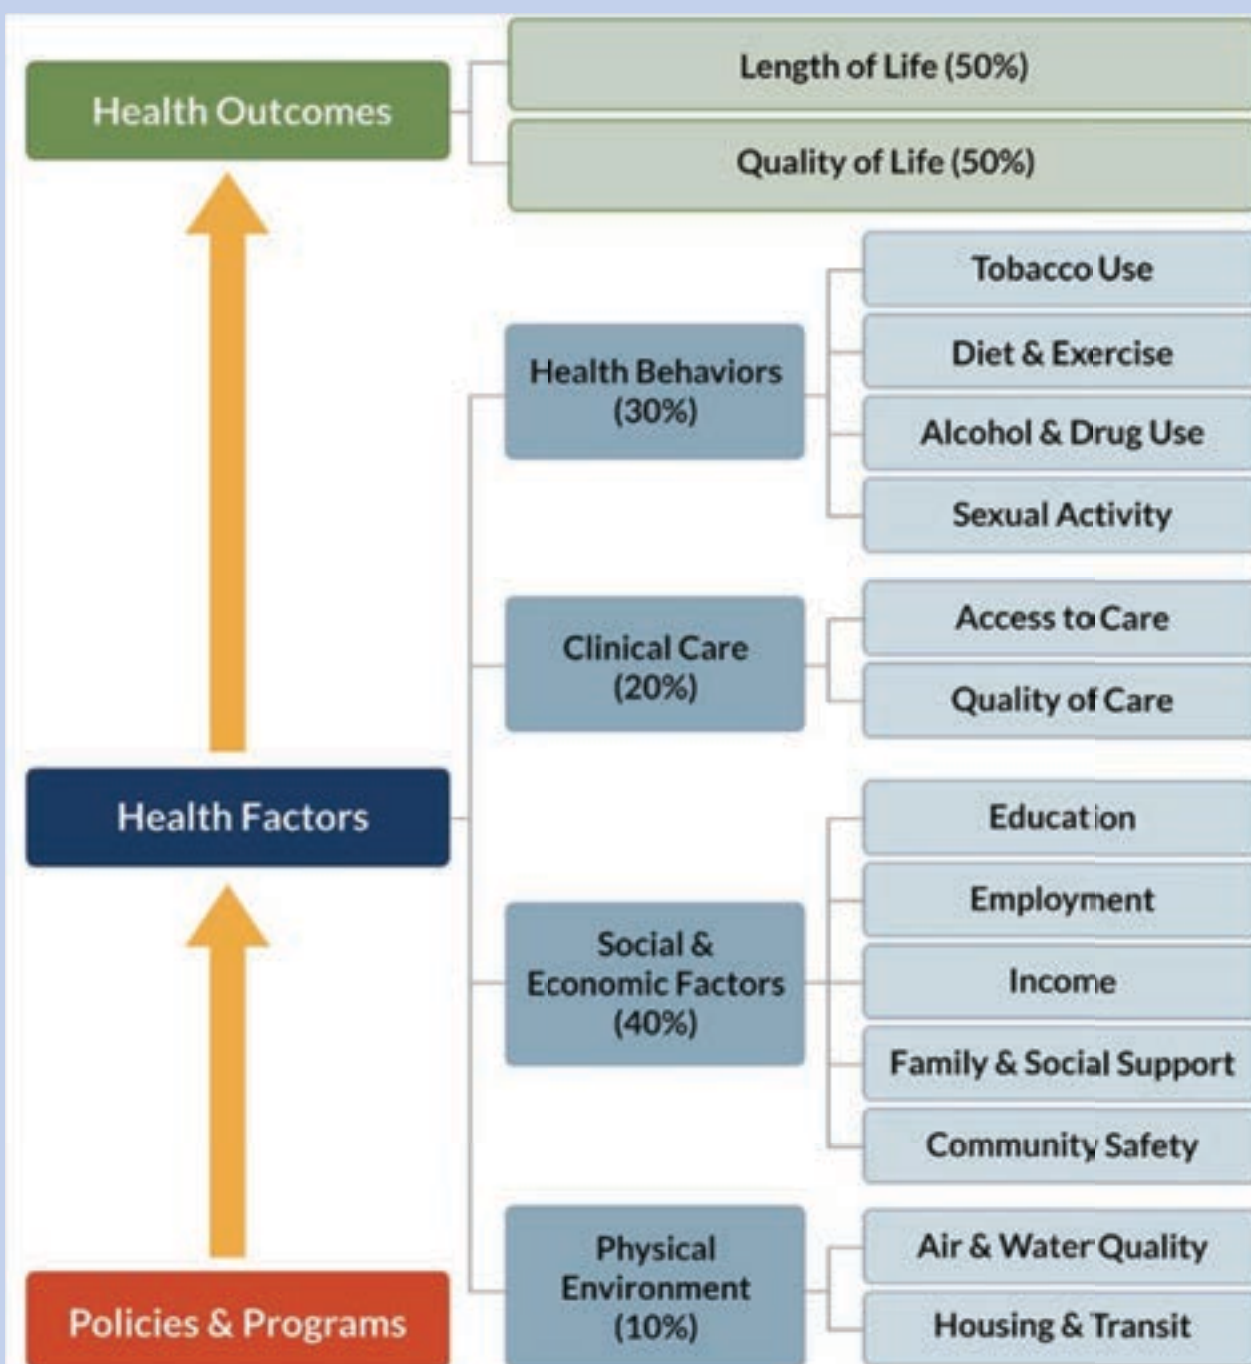 Health Outcomes
Length of Life (50%)
Quality of Life (50%)
Health Factors
Health Behaviors
(30%)
Tobacco Use
Diet & Exercise
Alcohol & Drug Use
Sexual Activity
Clinical Care
(20%)
Access to Care
Quality of Care
Social &
Economic Factors
(40%)
Education
Employment
Income
Family & Social Support
Community Safety
Physical
Environment
(10%)
Air & Water Quality
Housing & Transit
Policies & Programs